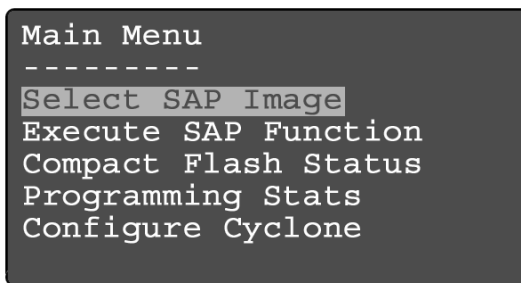 Main Menu
---------
Select SAP Image
Execute SAP Function
Compact Flash Status
Programming Stats
Configure Cyclone